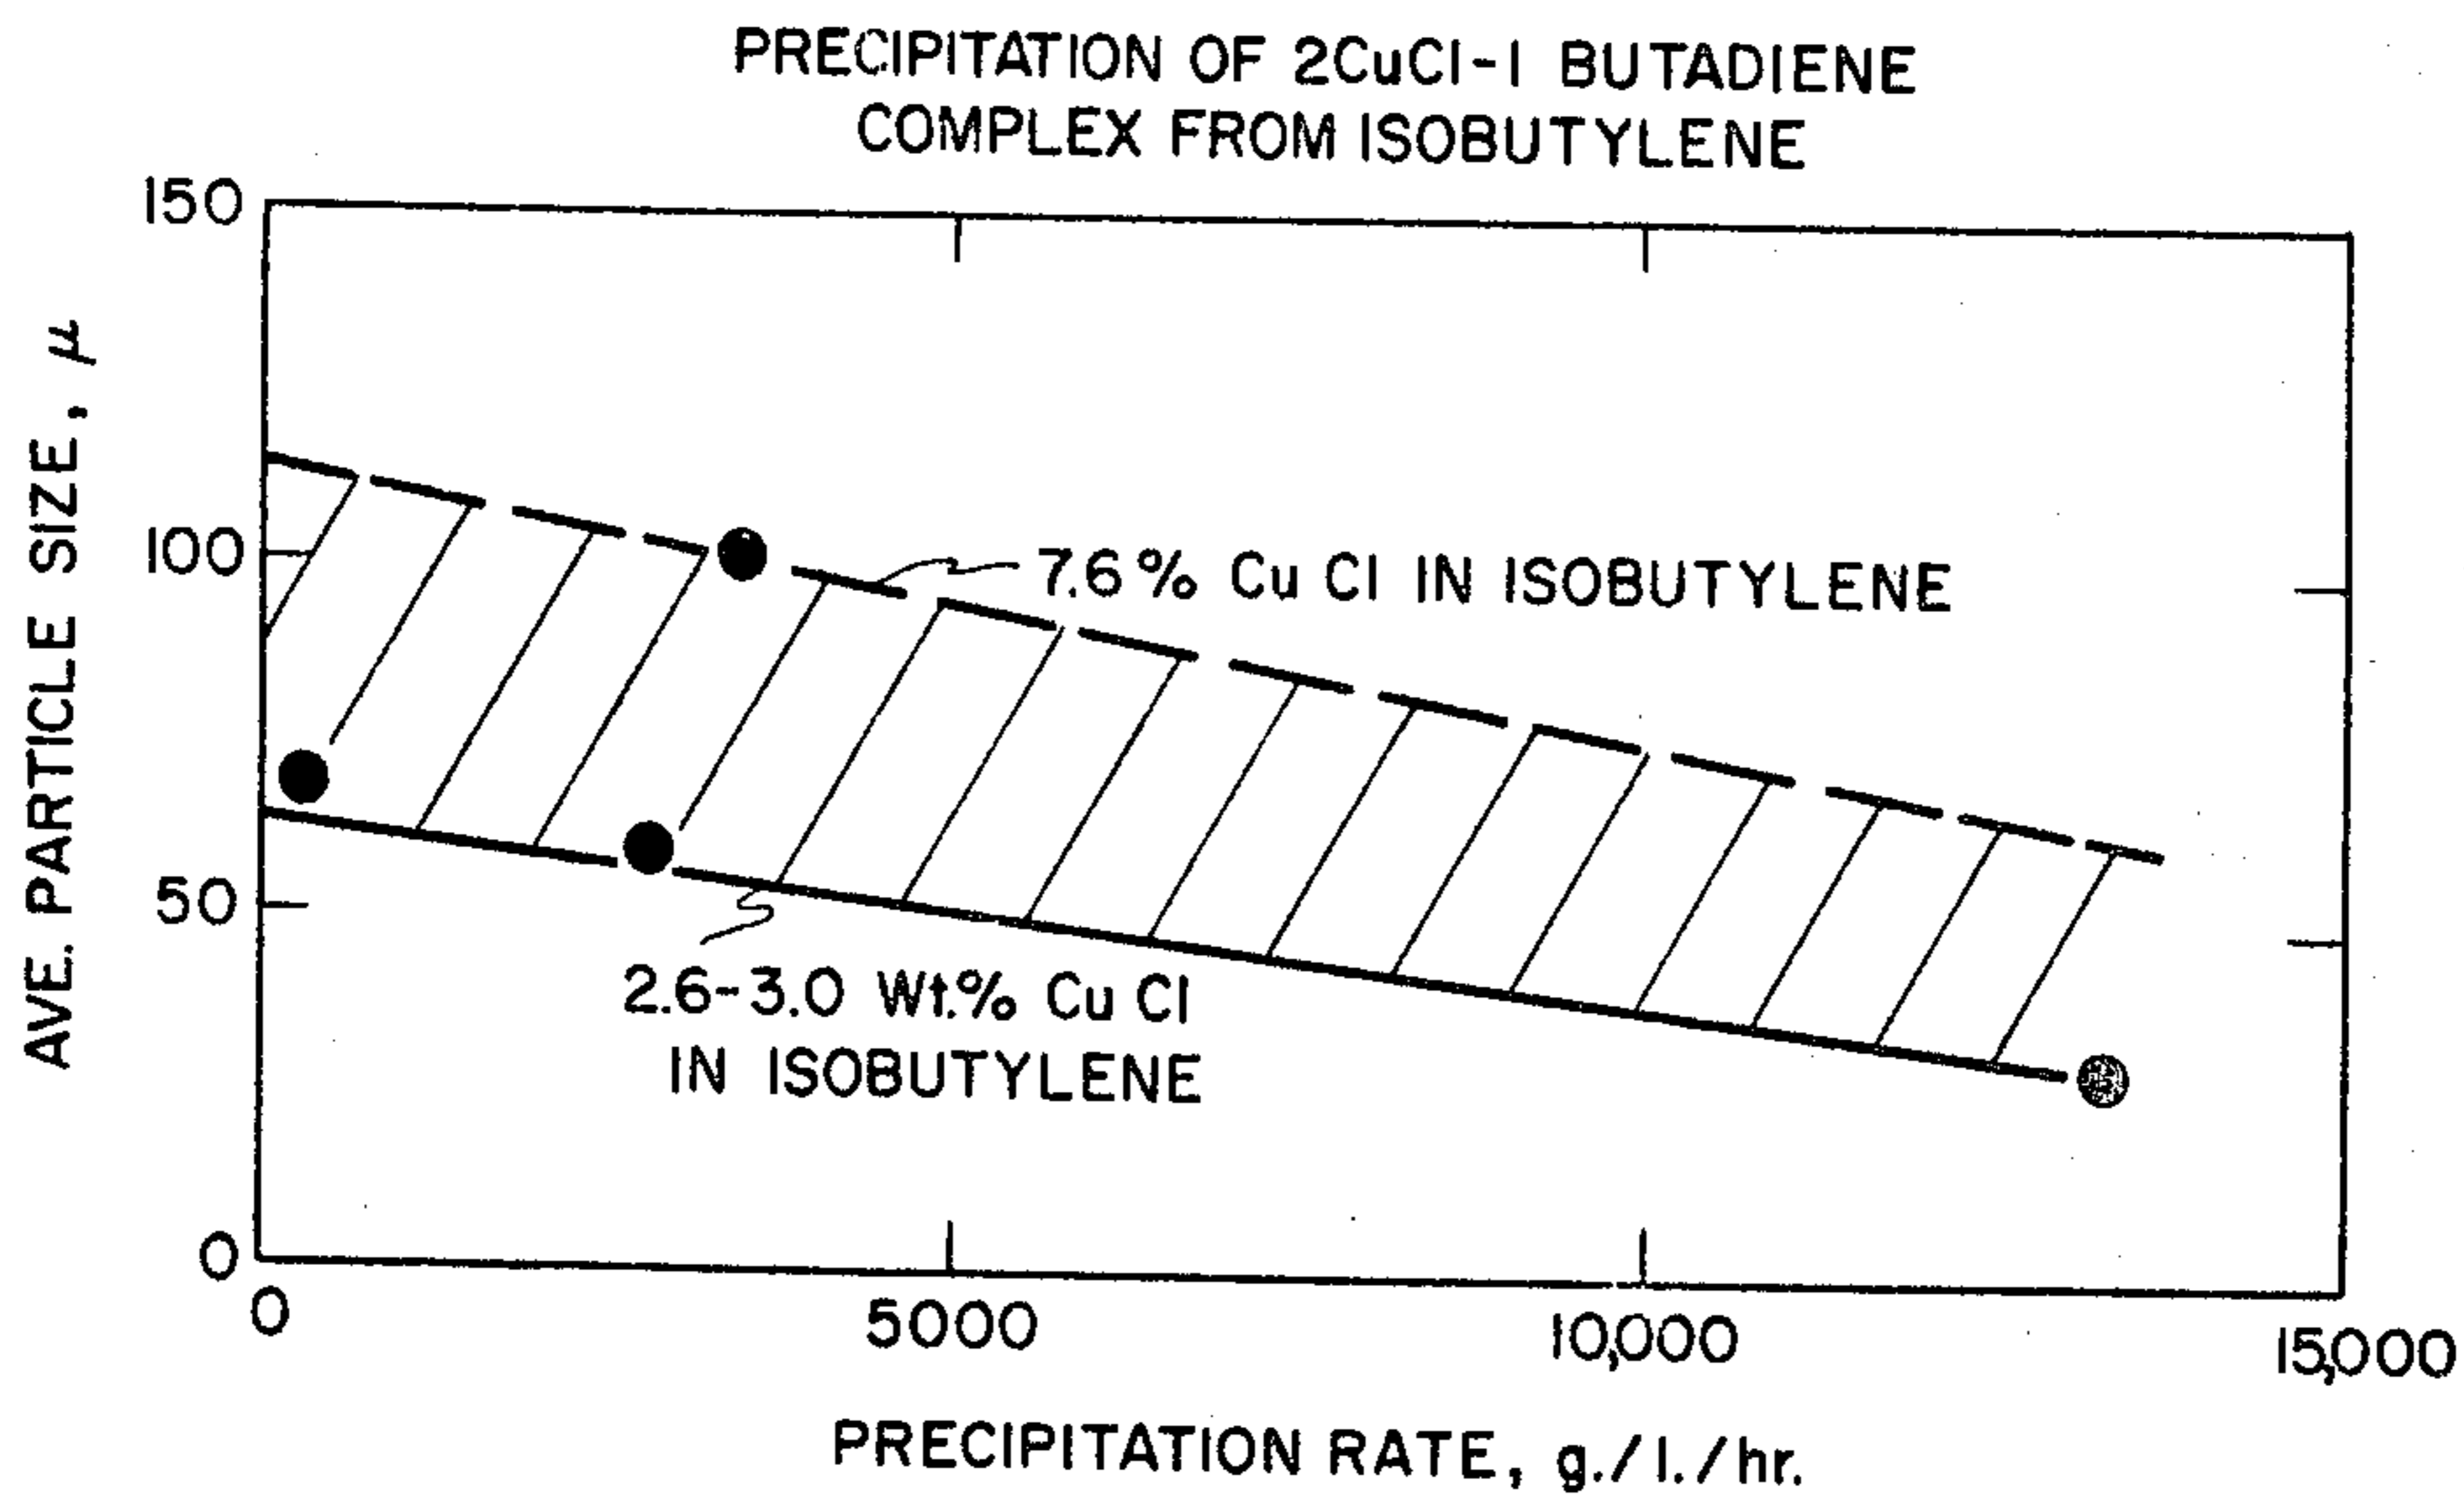 PRECIPITATION OF 2CuCl-1 BUTADIENE
COMPLEX FROM ISOBUTYLENE
150
100
50
0
AVE. PARTICLE SIZE, μ
7.6% Cu Cl IN ISOBUTYLENE
2.6-3.0 Wt.% Cu Cl
IN ISOBUTYLENE
0
5000
10,000
15,000
PRECIPITATION RATE, g./l./hr.